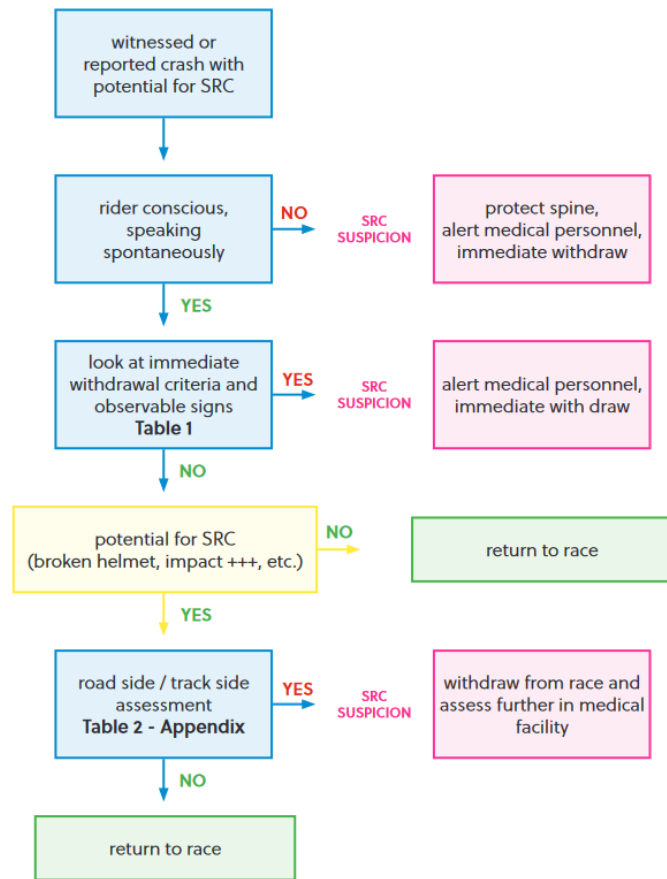 witnessed or
reported crash with
potential for SRC
rider conscious,
speaking
spontaneously
NO
SRC
SUSPICION
protect spine,
alert medical personnel,
immediate withdraw
YES
look at immediate
withdrawal criteria and
observable signs
Table 1
YES
SRC
SUSPICION
alert medical personnel,
immediate with draw
NO
potential for SRC
(broken helmet, impact +++, etc.)
NO
return to race
YES
road side / track side
assessment
Table 2 - Appendix
YES
SRC
SUSPICION
withdraw from race and
assess further in medical
facility
NO
return to race